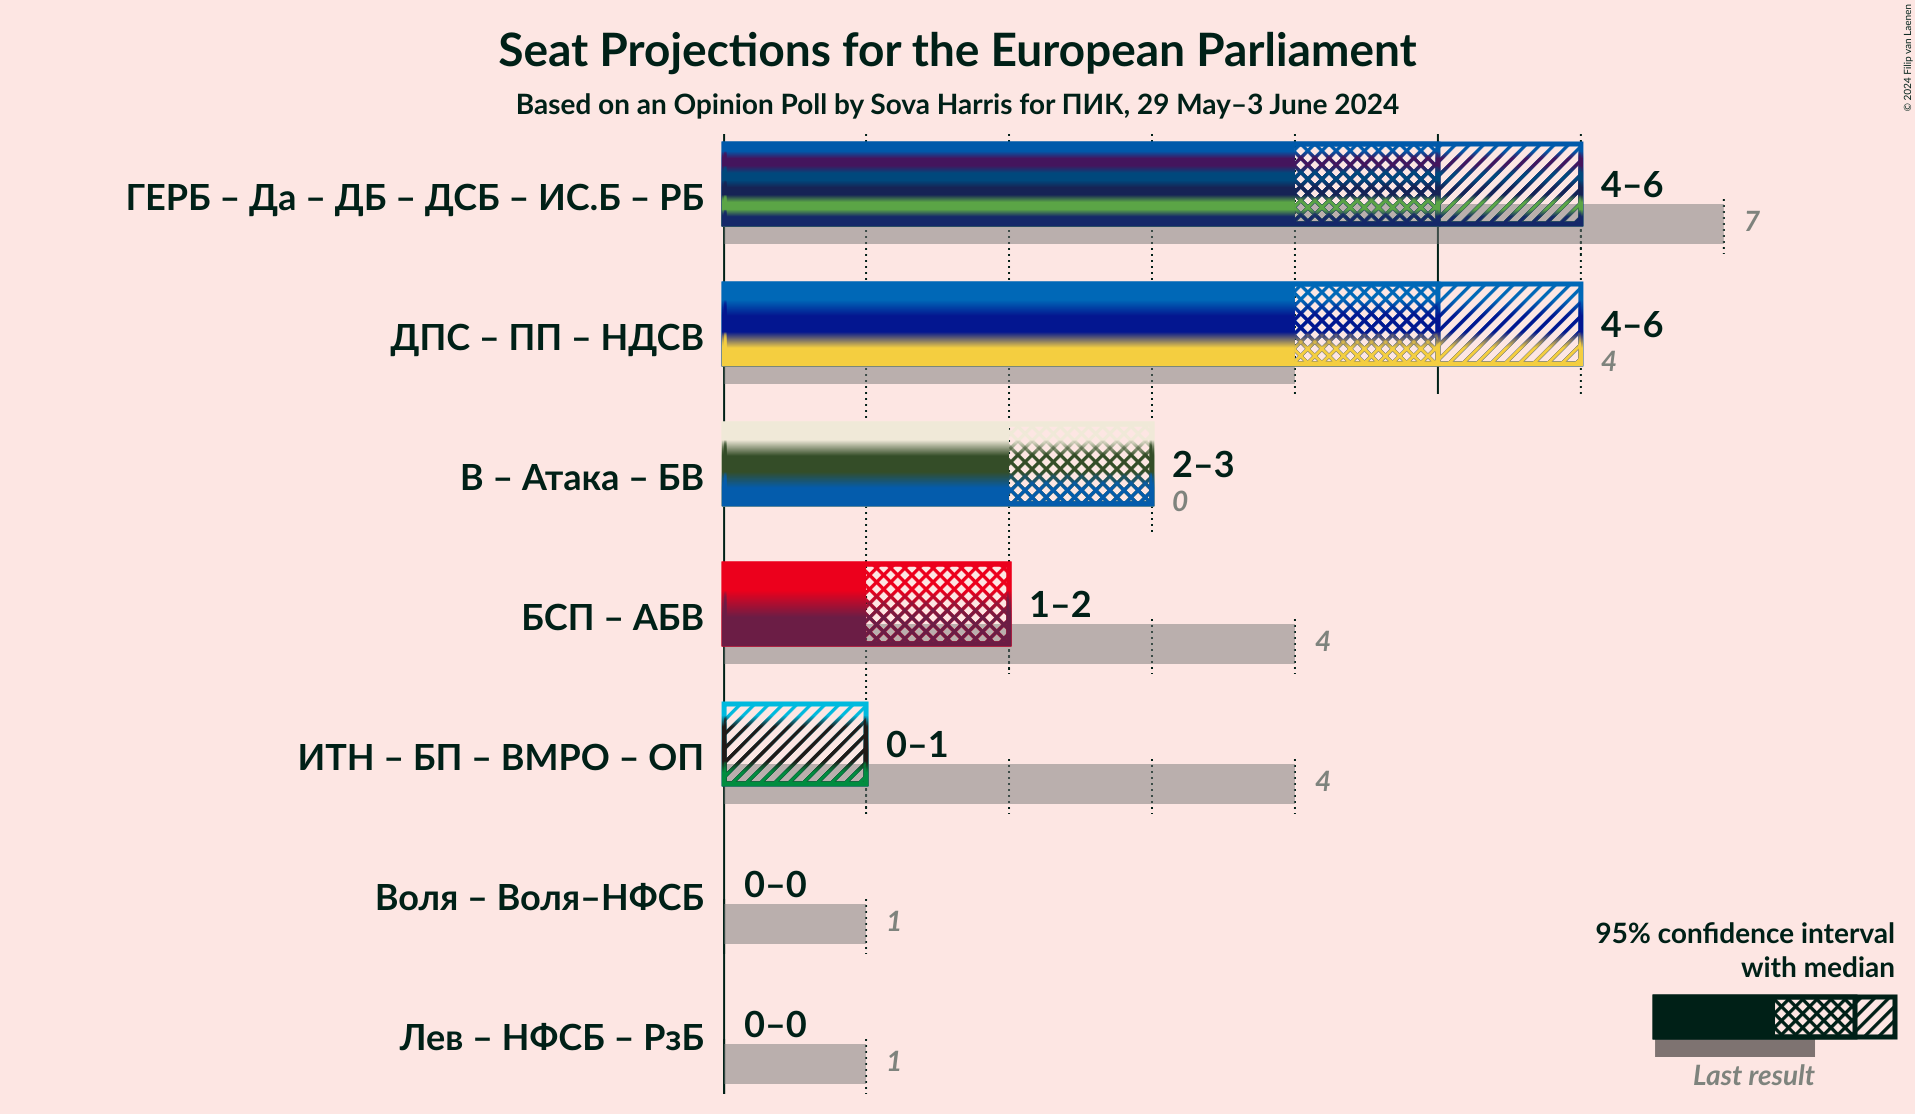 Seat Projections for the European Parliament
Based on an Opinion Poll by Sova Harris for ПИК, 29 May–3 June 2024
© 2024 Filip van Laenen
ГЕРБ – Да – ДБ – ДСБ – ИС.Б – РБ
4–6
7
ДПС – ПП – НДСВ
4–6
4
В – Атака – БВ
2–3
0
БСП – АБВ
1–2
4
ИТН – БП – ВМРО – ОП
0–1
4
Воля – Воля–НФСБ
0–0
1
Лев – НФСБ – РзБ
0–0
1
95% confidence interval
with median
Last result